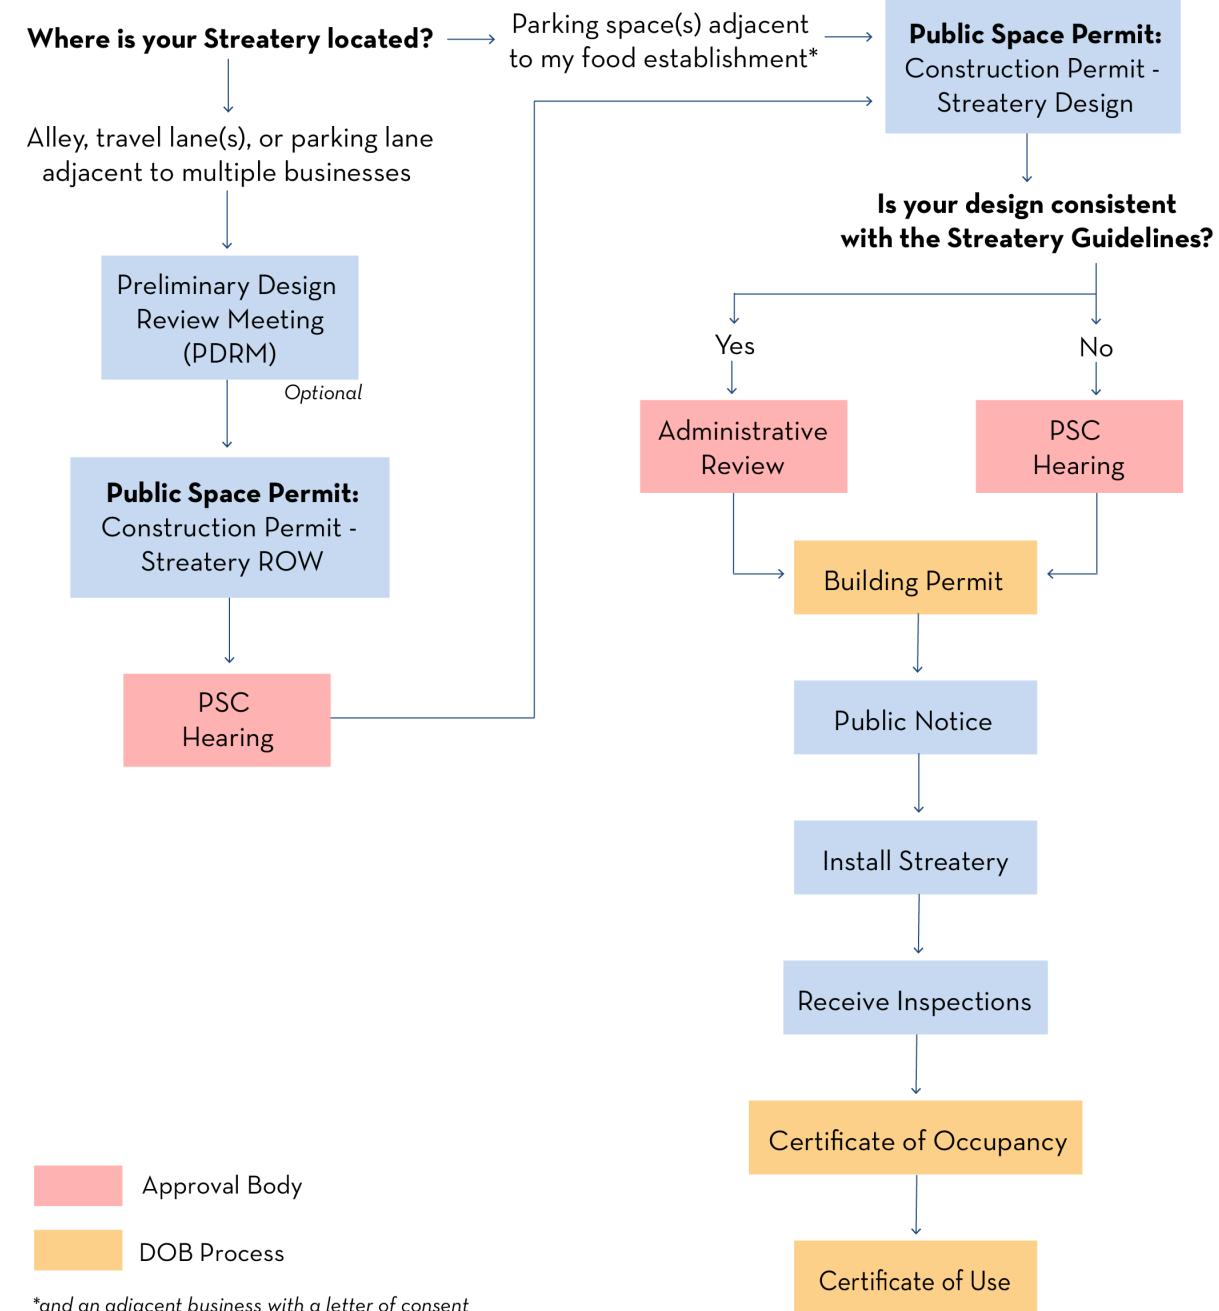 Where is your Streatery located?
Parking space(s) adjacent
to my food establishment*
Public Space Permit:
Construction Permit -
Streatery Design
Alley, travel lane(s), or parking lane
adjacent to multiple businesses
Preliminary Design
Review Meeting
(PDRM)
Optional
Public Space Permit:
Construction Permit -
Streatery ROW
PSC
Hearing
Is your design consistent
with the Streatery Guidelines?
Yes
No
Administrative
Review
PSC
Hearing
Building Permit
Public Notice
Install Streatery
Receive Inspections
Certificate of Occupancy
Certificate of Use
Approval Body
DOB Process
*and an adjacent business with a letter of consent